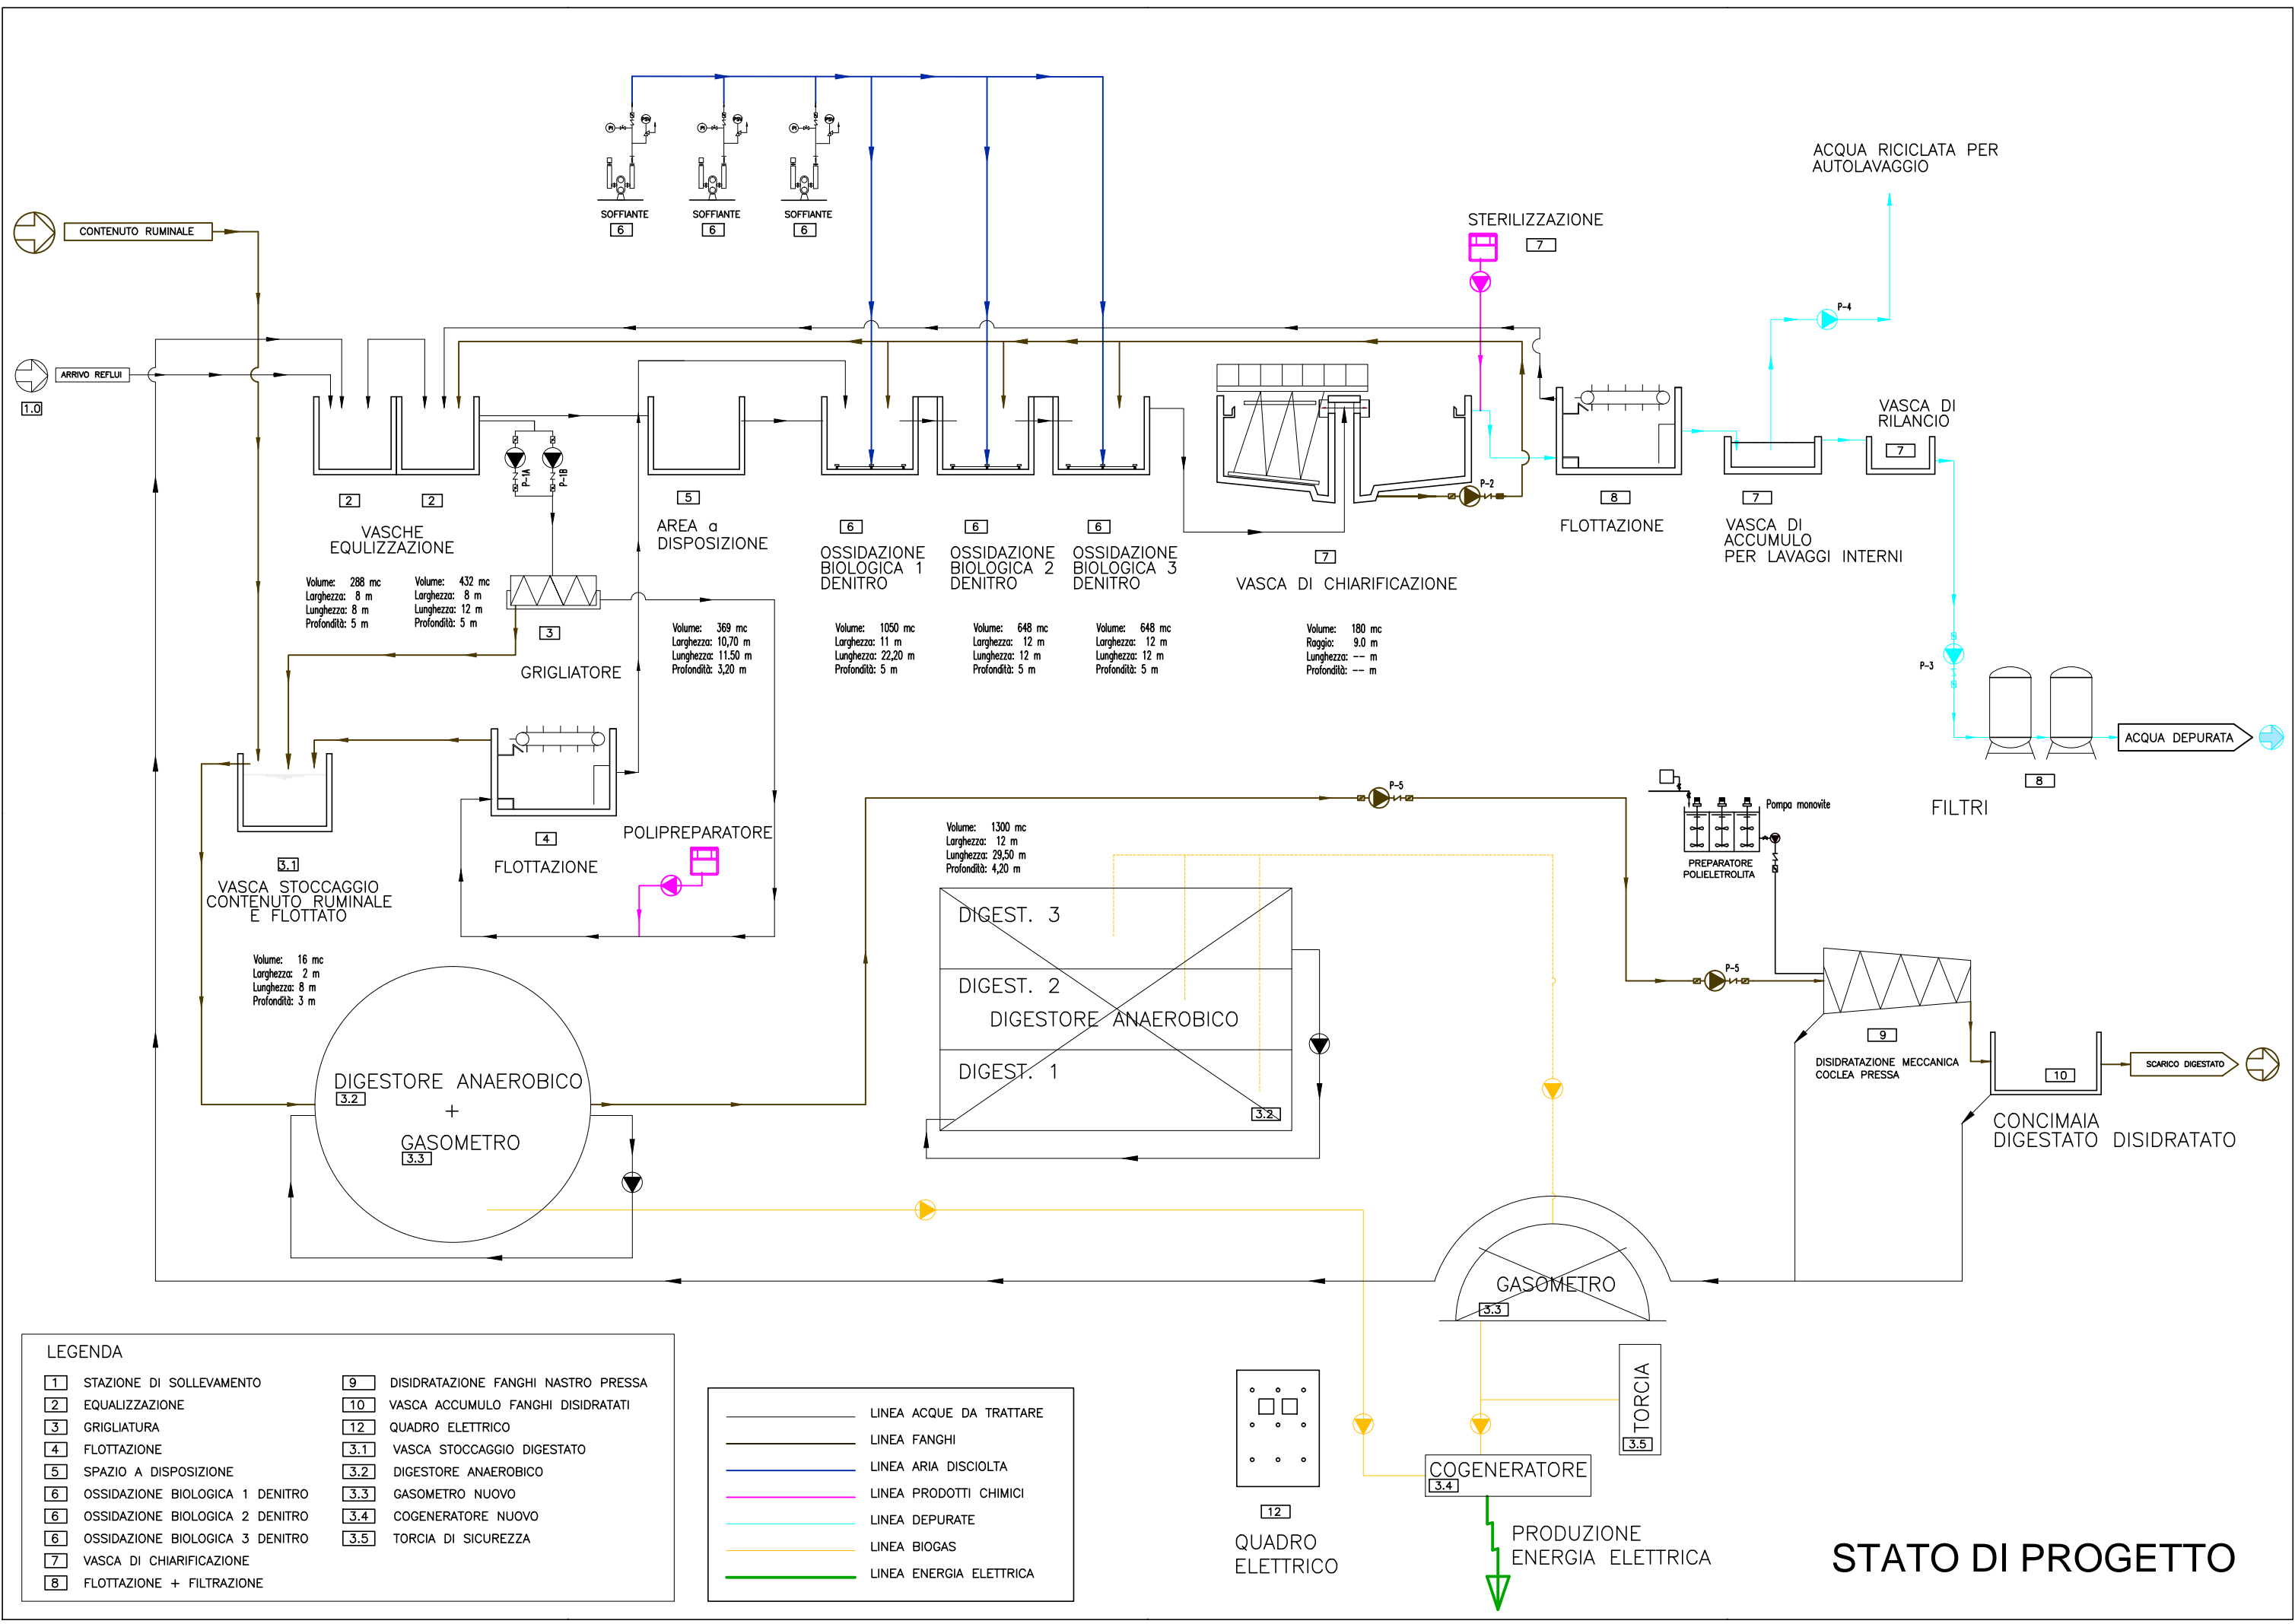 ACQUA RICICLATA PER
AUTOLAVAGGIO
PI
PSV
PI
PSV
PI
PSV
SOFFIANTE
6
SOFFIANTE
6
SOFFIANTE
6
STERILIZZAZIONE
7
CONTENUTO RUMINALE
P-4
ARRIVO REFLUI
1.0
VASCA DI
RILANCIO
7
P-1A
P-1B
P-2
2
2
VASCHE
EQULIZZAZIONE
5
AREA a
DISPOSIZIONE
6
OSSIDAZIONE
BIOLOGICA 1
DENITRO
6
OSSIDAZIONE
BIOLOGICA 2
DENITRO
6
OSSIDAZIONE
BIOLOGICA 3
DENITRO
7
VASCA DI CHIARIFICAZIONE
8
FLOTTAZIONE
7
VASCA DI
ACCUMULO
PER LAVAGGI INTERNI
Volume: 288 mc
Larghezza: 8 m
Lunghezza: 8 m
Profondità: 5 m
Volume: 432 mc
Larghezza: 8 m
Lunghezza: 12 m
Profondità: 5 m
3
GRIGLIATORE
Volume: 369 mc
Larghezza: 10,70 m
Lunghezza: 11.50 m
Profondità: 3,20 m
Volume: 1050 mc
Larghezza: 11 m
Lunghezza: 22,20 m
Profondità: 5 m
Volume: 648 mc
Larghezza: 12 m
Lunghezza: 12 m
Profondità: 5 m
Volume: 648 mc
Larghezza: 12 m
Lunghezza: 12 m
Profondità: 5 m
Volume: 180 mc
Raggio: 9.0 m
Lunghezza: -- m
Profondità: -- m
P-3
ACQUA DEPURATA
8
FILTRI
3.1
VASCA STOCCAGGIO
CONTENUTO RUMINALE
E FLOTTATO
Volume: 16 mc
Larghezza: 2 m
Lunghezza: 8 m
Profondità: 3 m
4
FLOTTAZIONE
POLIPREPARATORE
P-5
Pompa monovite
PREPARATORE
POLIELETROLITA
Volume: 1300 mc
Larghezza: 12 m
Lunghezza: 29,50 m
Profondità: 4,20 m
DIGEST. 3
DIGEST. 2
DIGESTORE ANAEROBICO
DIGEST. 1
3.2
P-5
9
DISIDRATAZIONE MECCANICA
COCLEA PRESSA
10
SCARICO DIGESTATO
CONCIMAIA
DIGESTATO DISIDRATATO
DIGESTORE ANAEROBICO
3.2
+
GASOMETRO
3.3
GASOMETRO
3.3
TORCIA
3.5
COGENERATORE
3.4
12
QUADRO
ELETTRICO
PRODUZIONE
ENERGIA ELETTRICA
LEGENDA
1 STAZIONE DI SOLLEVAMENTO
2 EQUALIZZAZIONE
3 GRIGLIATURA
4 FLOTTAZIONE
5 SPAZIO A DISPOSIZIONE
6 OSSIDAZIONE BIOLOGICA 1 DENITRO
6 OSSIDAZIONE BIOLOGICA 2 DENITRO
6 OSSIDAZIONE BIOLOGICA 3 DENITRO
7 VASCA DI CHIARIFICAZIONE
8 FLOTTAZIONE + FILTRAZIONE
9 DISIDRATAZIONE FANGHI NASTRO PRESSA
10 VASCA ACCUMULO FANGHI DISIDRATATI
12 QUADRO ELETTRICO
3.1 VASCA STOCCAGGIO DIGESTATO
3.2 DIGESTORE ANAEROBICO
3.3 GASOMETRO NUOVO
3.4 COGENERATORE NUOVO
3.5 TORCIA DI SICUREZZA
LINEA ACQUE DA TRATTARE
LINEA FANGHI
LINEA ARIA DISCIOLTA
LINEA PRODOTTI CHIMICI
LINEA DEPURATE
LINEA BIOGAS
LINEA ENERGIA ELETTRICA
STATO DI PROGETTO